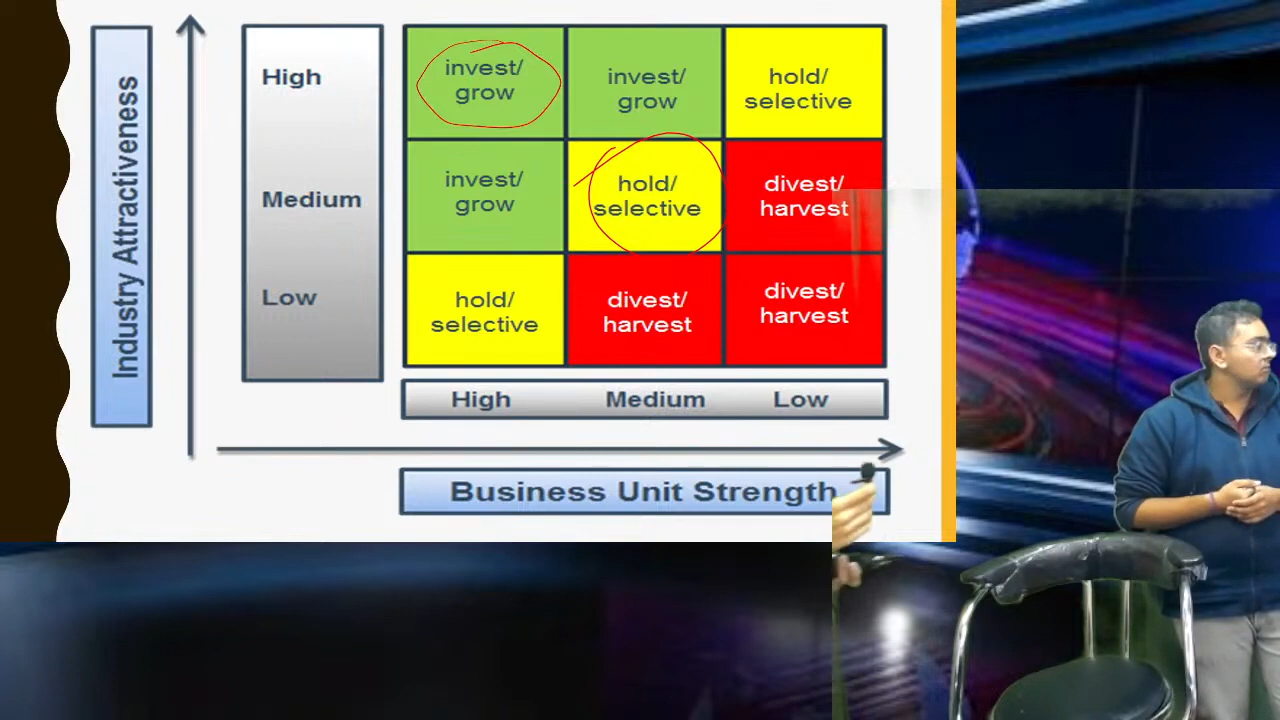 Industry Attractiveness
High
Medium
Low
invest/
grow
invest/
grow
hold/
selective
invest/
grow
hold/
selective
divest/
harvest
hold/
selective
divest/
harvest
divest/
harvest
High Medium Low
Business Unit Strength